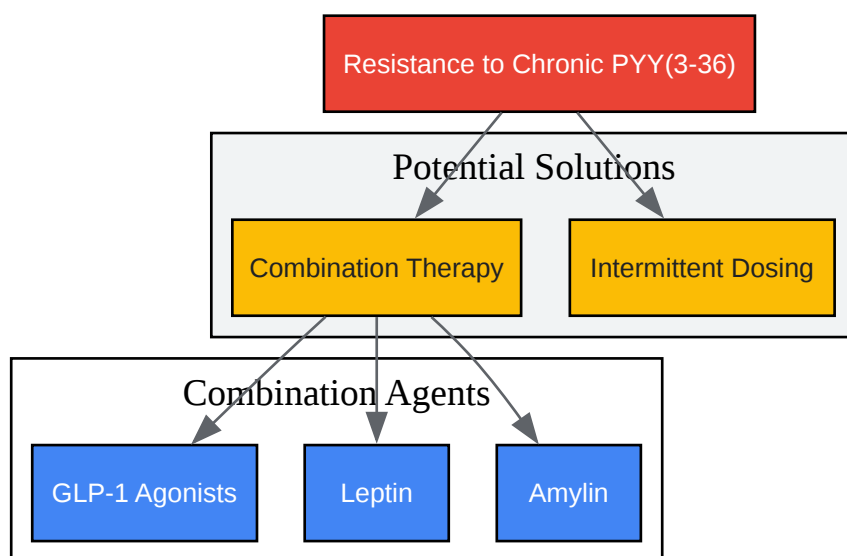 Resistance to Chronic PYY(3-36)
Potential Solutions
Combination Therapy
Intermittent Dosing
Combination Agents
GLP-1 Agonists
Leptin
Amylin